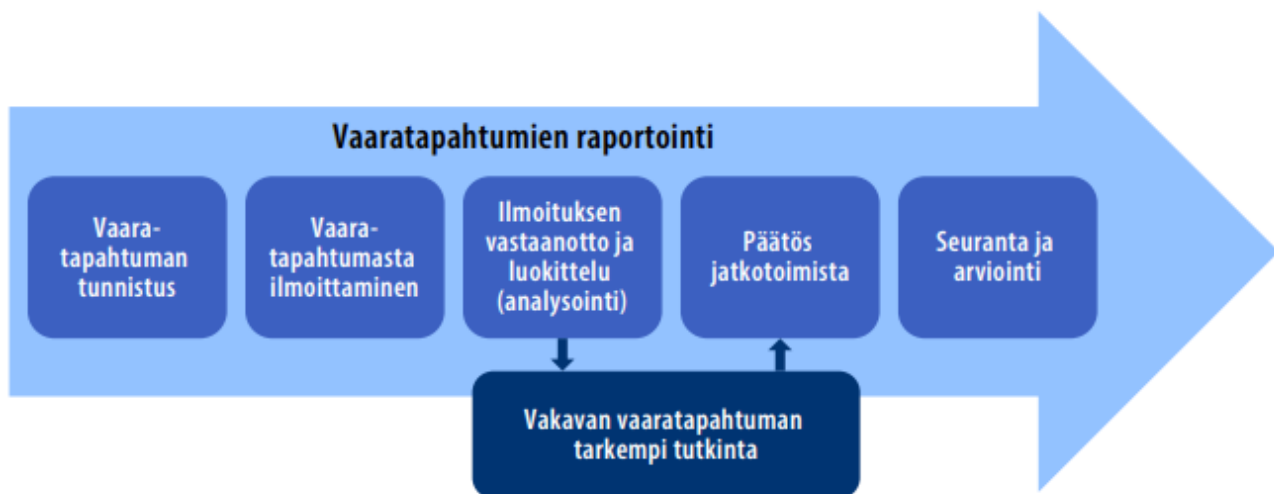 Vaaratapahtumien raportointi
Vaara-
tapahtuman
tunnistus
Vaara-
tapahtumasta
ilmoittaminen
Ilmoituksen
vastaanotto ja
luokittelu
(analysointi)
Päätös
jatkotoimista
Seuranta ja
arviointi
Vakavan vaaratapahtuman
tarkempi tutkinta